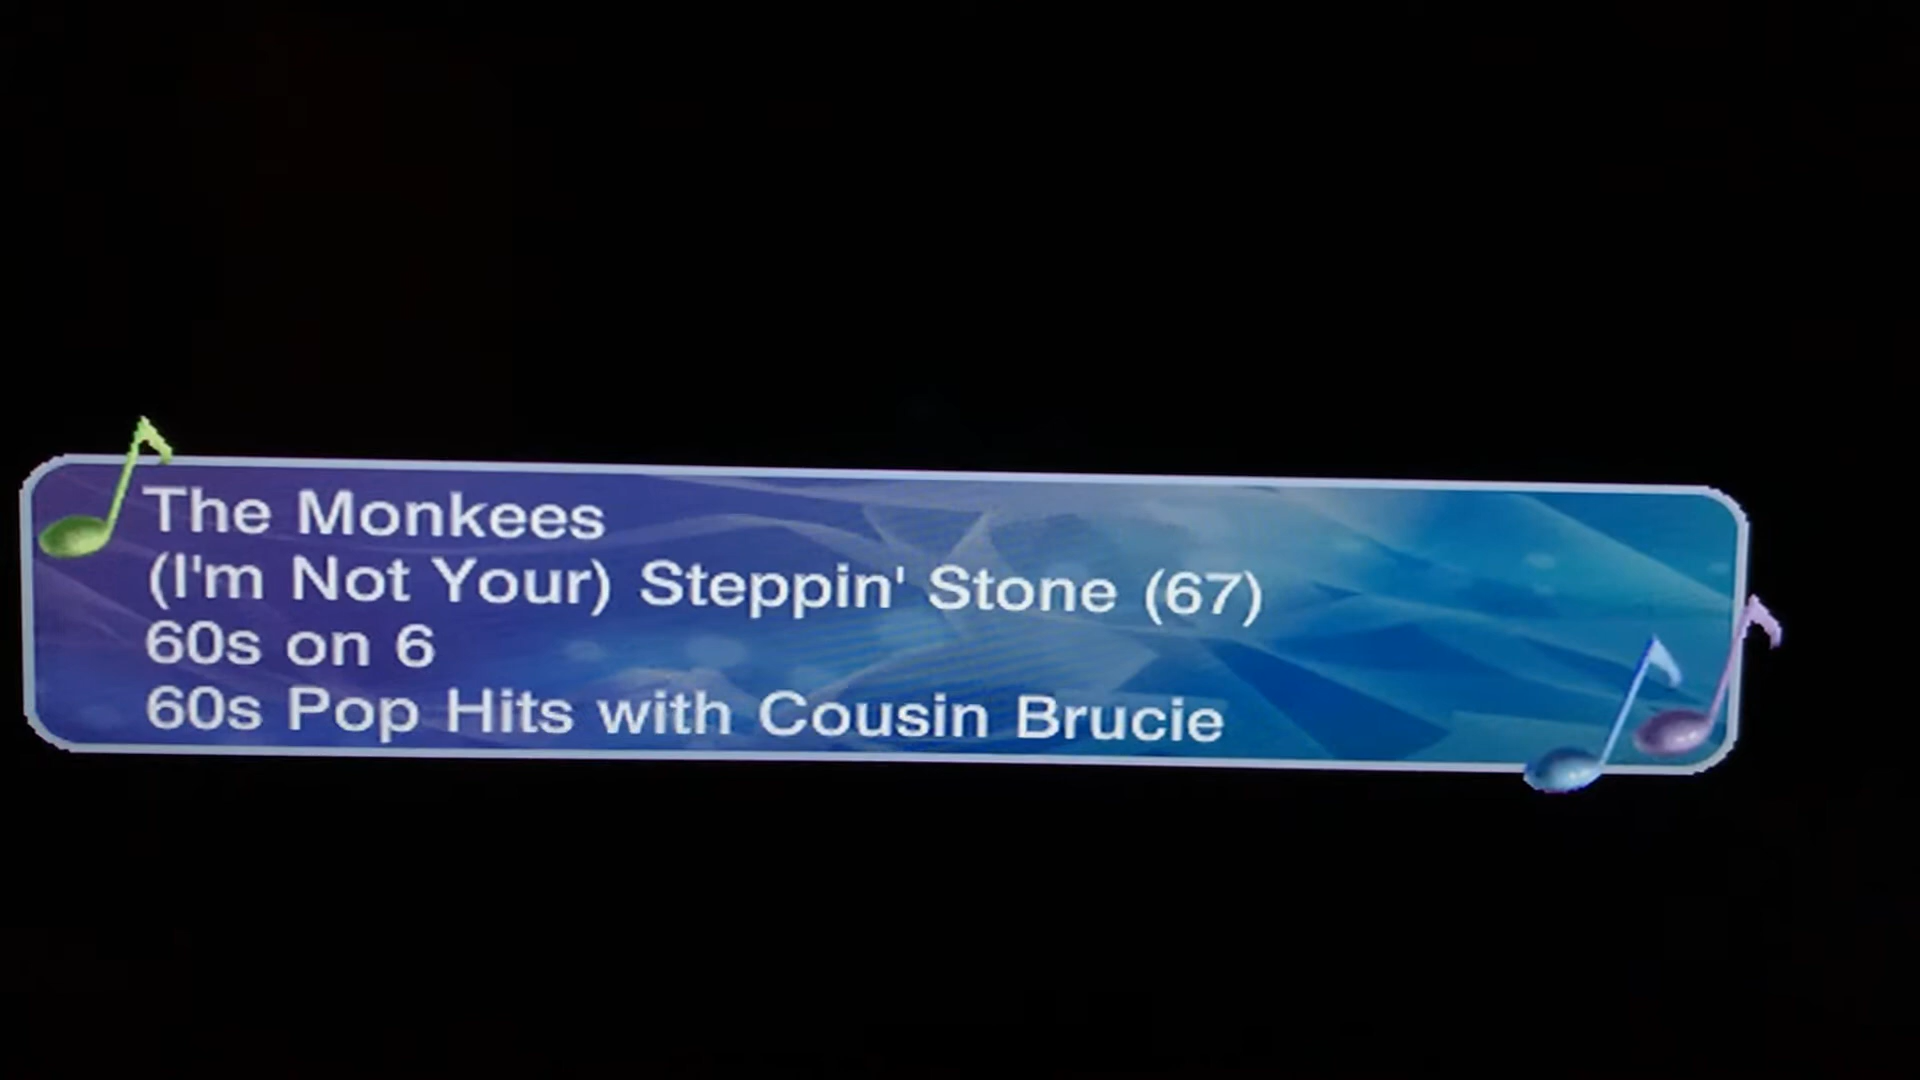 The Monkees
(I'm Not Your) Steppin' Stone (67)
60s on 6
60s Pop Hits with Cousin Brucie